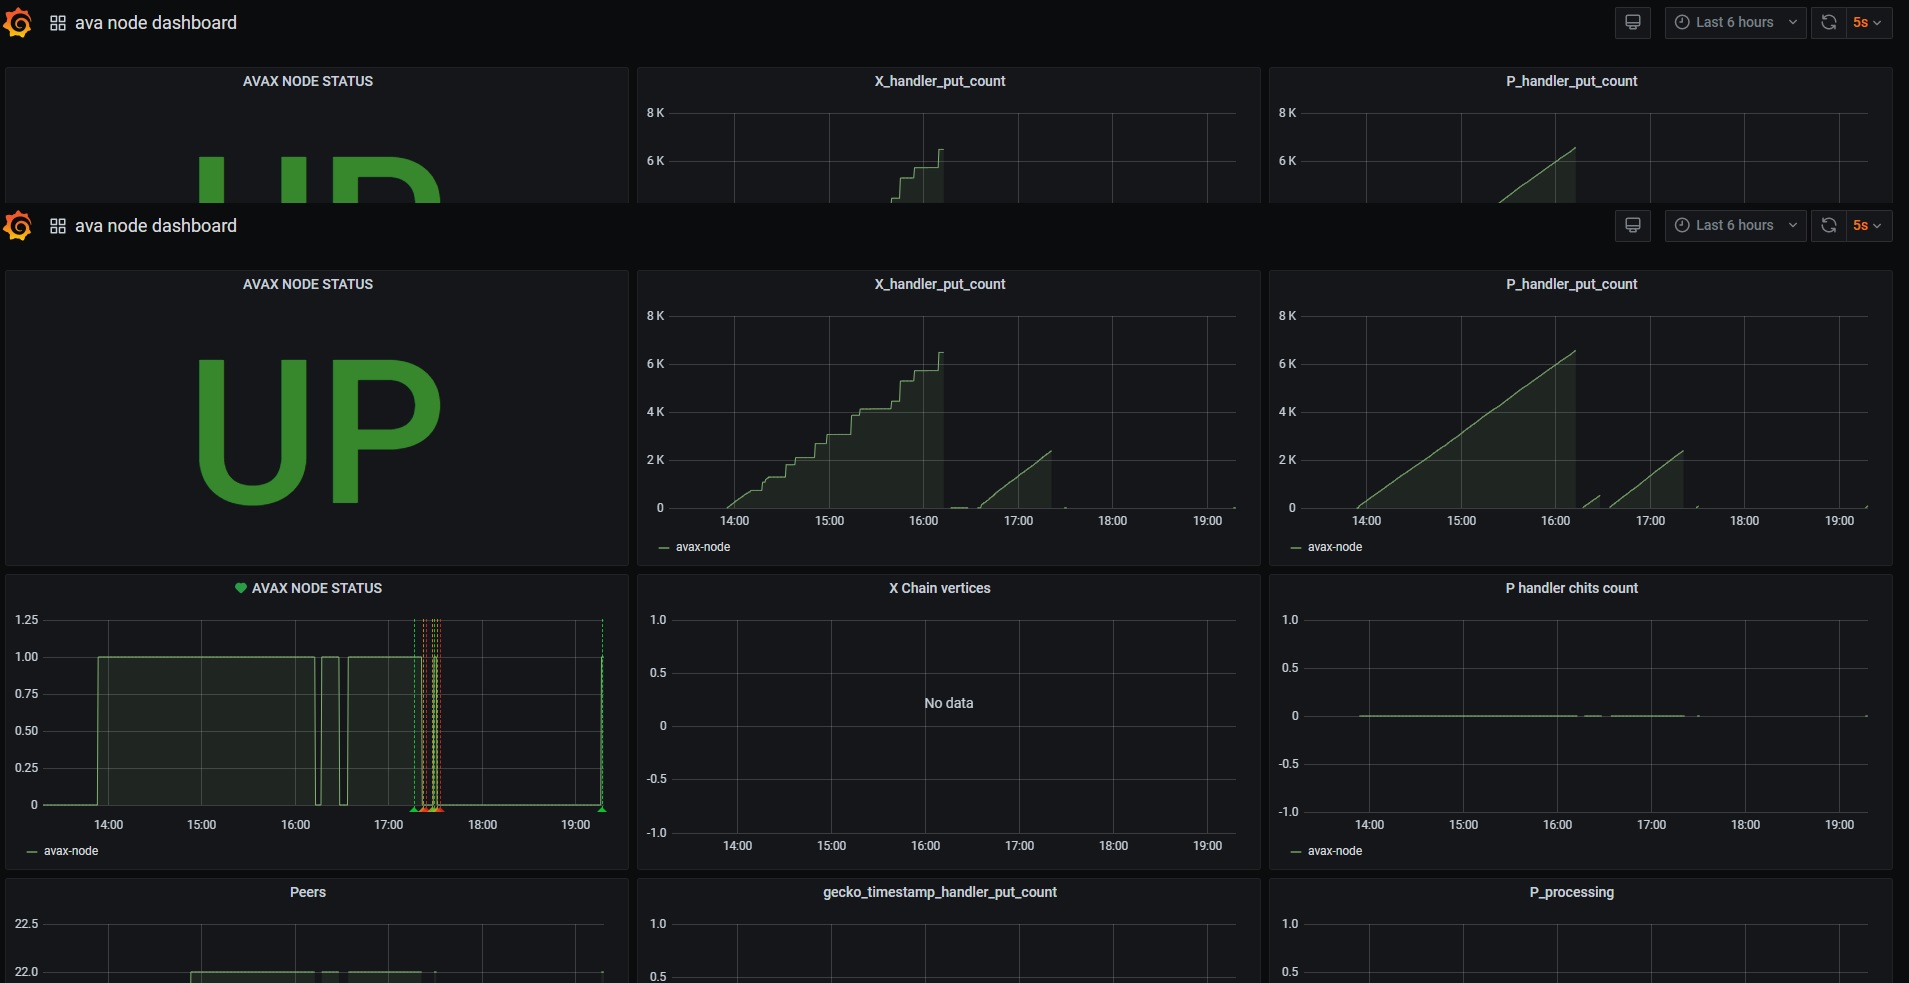 ava node dashboard
Last 6 hours
5s
AVAX NODE STATUS
UP
X_handler_put_count
8 K
6 K
P_handler_put_count
8 K
6 K
ava node dashboard
Last 6 hours
5s
AVAX NODE STATUS
UP
X_handler_put_count
8 K
6 K
4 K
2 K
0
14:00 15:00 16:00 17:00 18:00 19:00
avax-node
P_handler_put_count
8 K
6 K
4 K
2 K
0
14:00 15:00 16:00 17:00 18:00 19:00
avax-node
AVAX NODE STATUS
1.25
1.00
0.75
0.50
0.25
0
14:00 15:00 16:00 17:00 18:00 19:00
avax-node
X Chain vertices
1.0
0.5
No data
0
-0.5
-1.0
14:00 15:00 16:00 17:00 18:00 19:00
P handler chits count
1.0
0.5
0
-0.5
-1.0
14:00 15:00 16:00 17:00 18:00 19:00
avax-node
Peers
22.5
22.0
gecko_timestamp_handler_put_count
1.0
0.5
P_processing
1.0
0.5